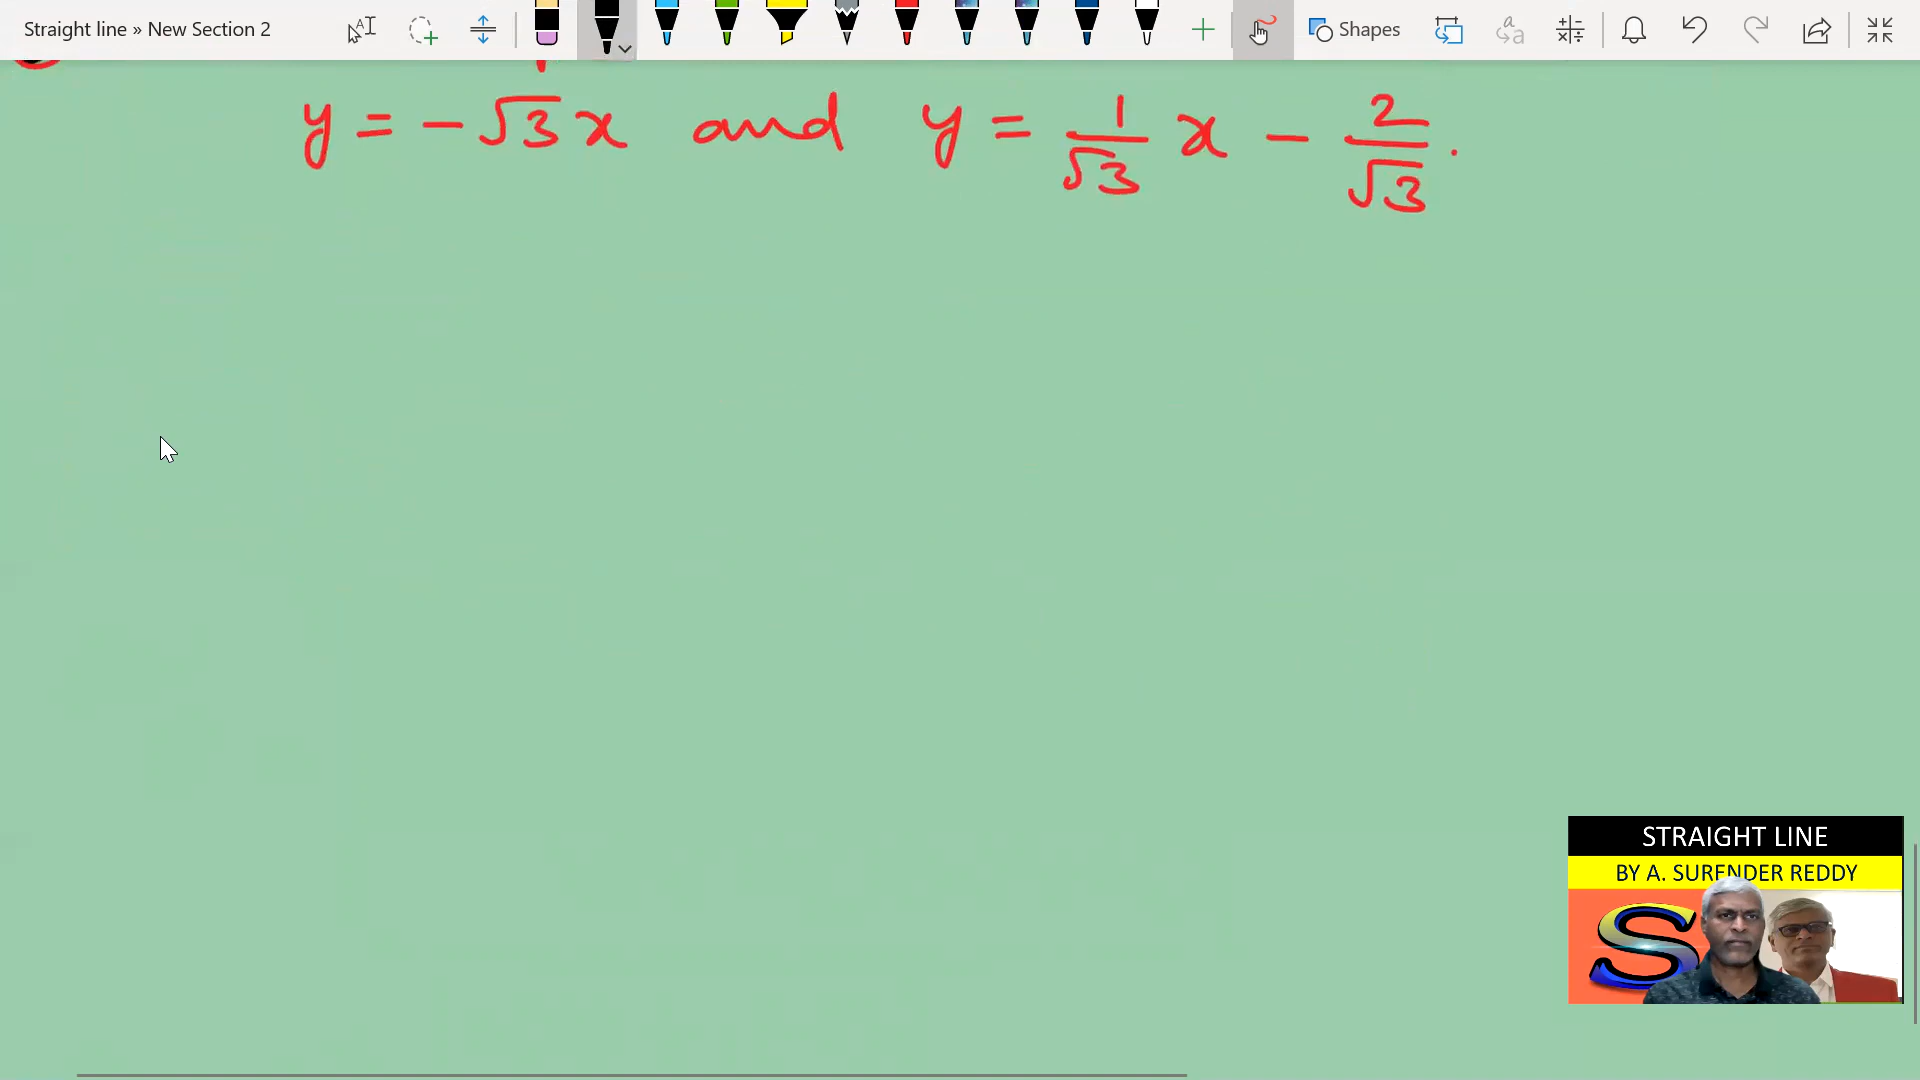 Straight line » New Section 2
Shapes
y = -√3 x and y = 1/√3 x - 2/√3 .
STRAIGHT LINE
BY A. SURENDER REDDY
S